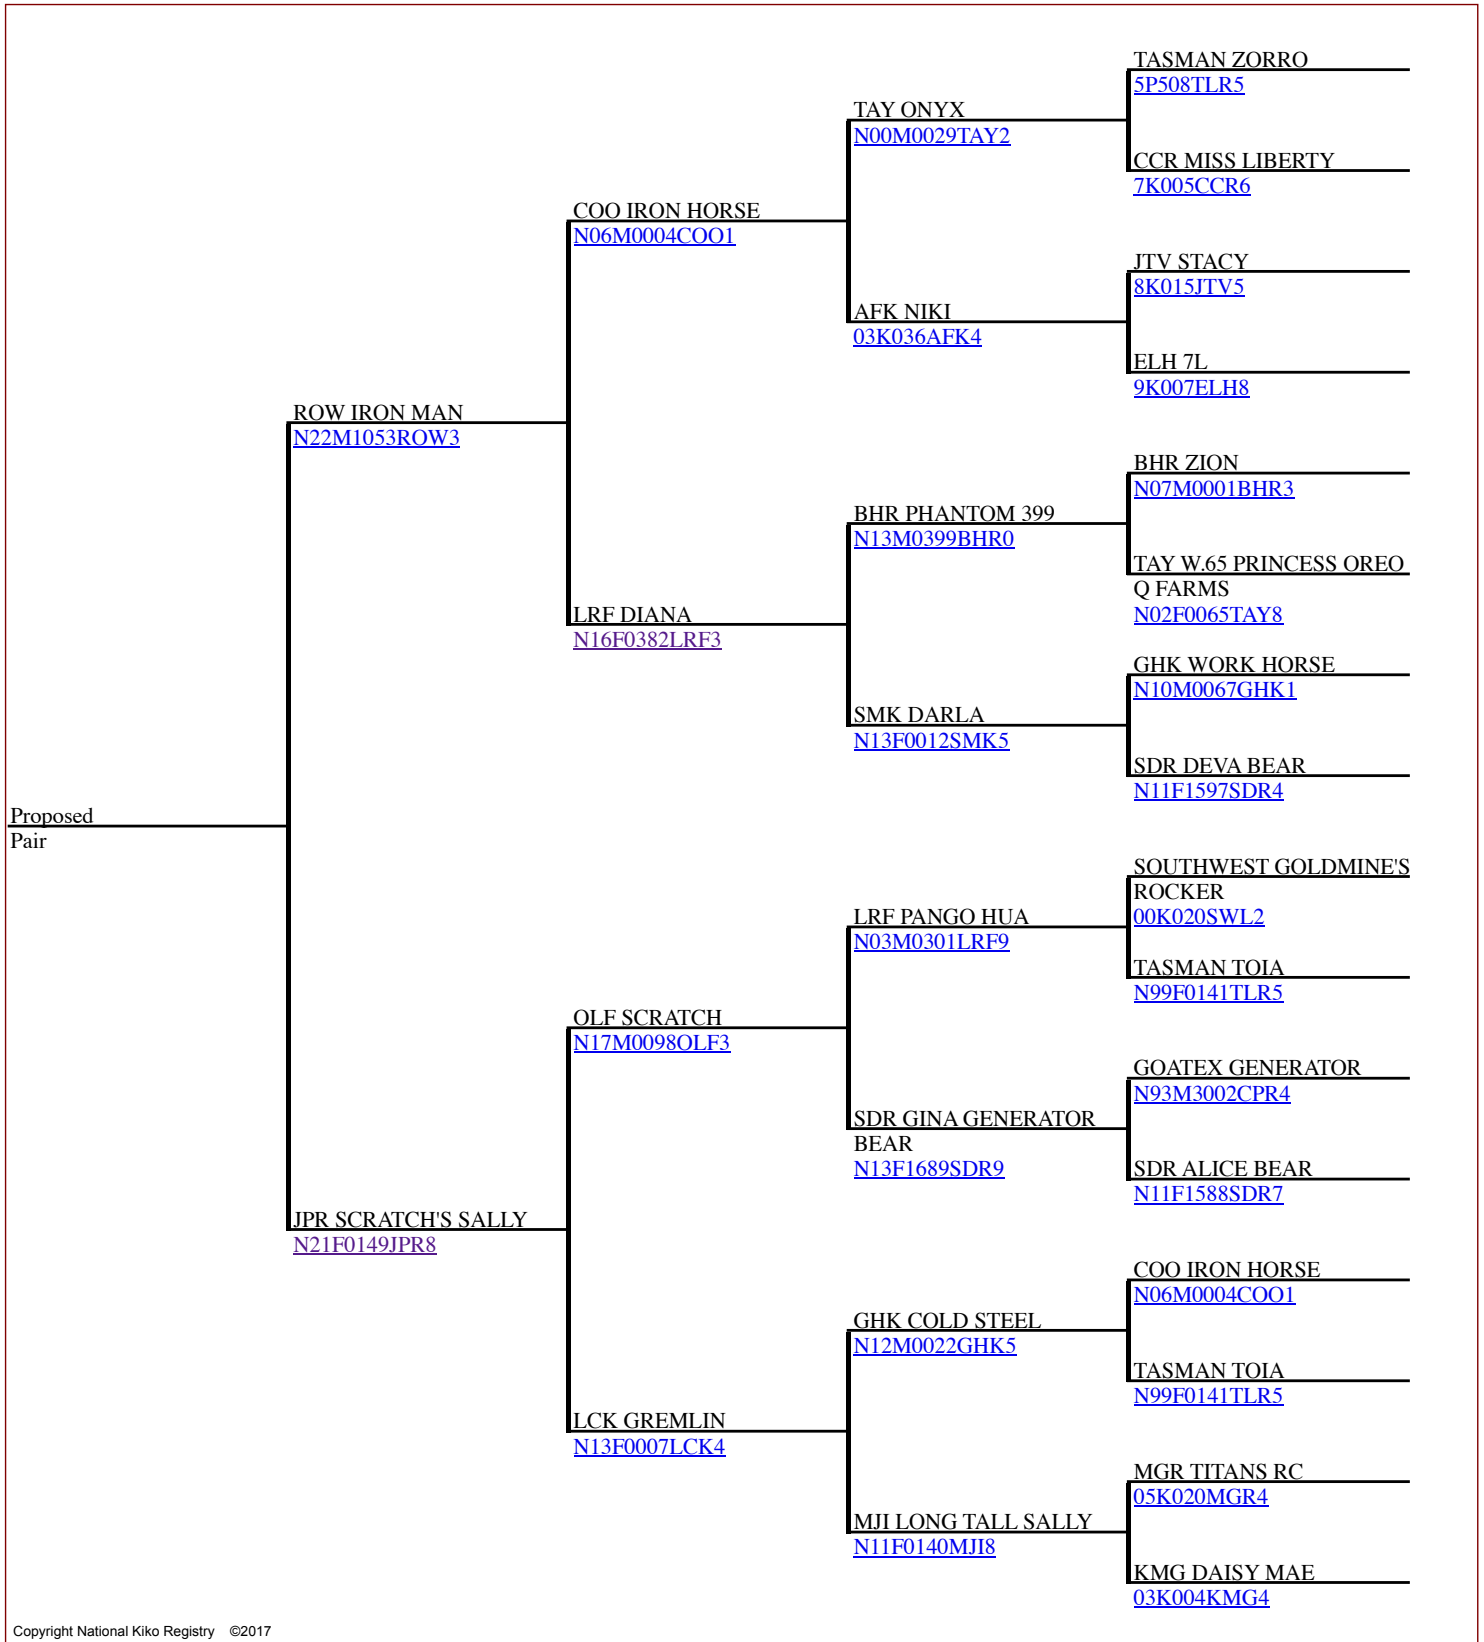 TASMAN ZORRO
5P508TLR5
TAY ONYX
N00M0029TAY2
CCR MISS LIBERTY
7K005CCR6
COO IRON HORSE
N06M0004COO1
JTV STACY
8K015JTV5
AFK NIKI
03K036AFK4
ELH 7L
9K007ELH8
ROW IRON MAN
N22M1053ROW3
BHR ZION
N07M0001BHR3
BHR PHANTOM 399
N13M0399BHR0
TAY W.65 PRINCESS OREO
Q FARMS
N02F0065TAY8
LRF DIANA
N16F0382LRF3
GHK WORK HORSE
N10M0067GHK1
SMK DARLA
N13F0012SMK5
SDR DEVA BEAR
N11F1597SDR4
Proposed
Pair
SOUTHWEST GOLDMINE'S
ROCKER
00K020SWL2
LRF PANGO HUA
N03M0301LRF9
TASMAN TOIA
N99F0141TLR5
OLF SCRATCH
N17M0098OLF3
GOATEX GENERATOR
N93M3002CPR4
SDR GINA GENERATOR
BEAR
N13F1689SDR9
SDR ALICE BEAR
N11F1588SDR7
JPR SCRATCH'S SALLY
N21F0149JPR8
COO IRON HORSE
N06M0004COO1
GHK COLD STEEL
N12M0022GHK5
TASMAN TOIA
N99F0141TLR5
LCK GREMLIN
N13F0007LCK4
MGR TITANS RC
05K020MGR4
MJI LONG TALL SALLY
N11F0140MJI8
KMG DAISY MAE
03K004KMG4
Copyright National Kiko Registry ©2017